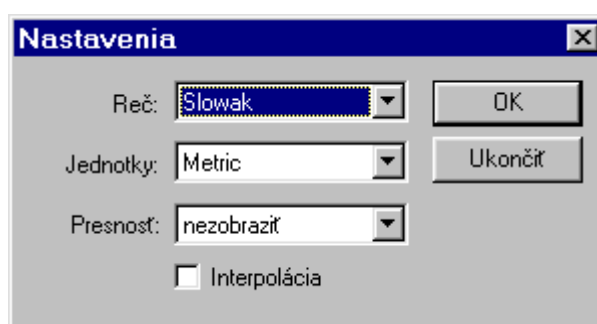 Nastavenia
Reč: Slowak OK
Jednotky: Metric Ukončiť
Presnosť: nezobraziť
Interpolácia